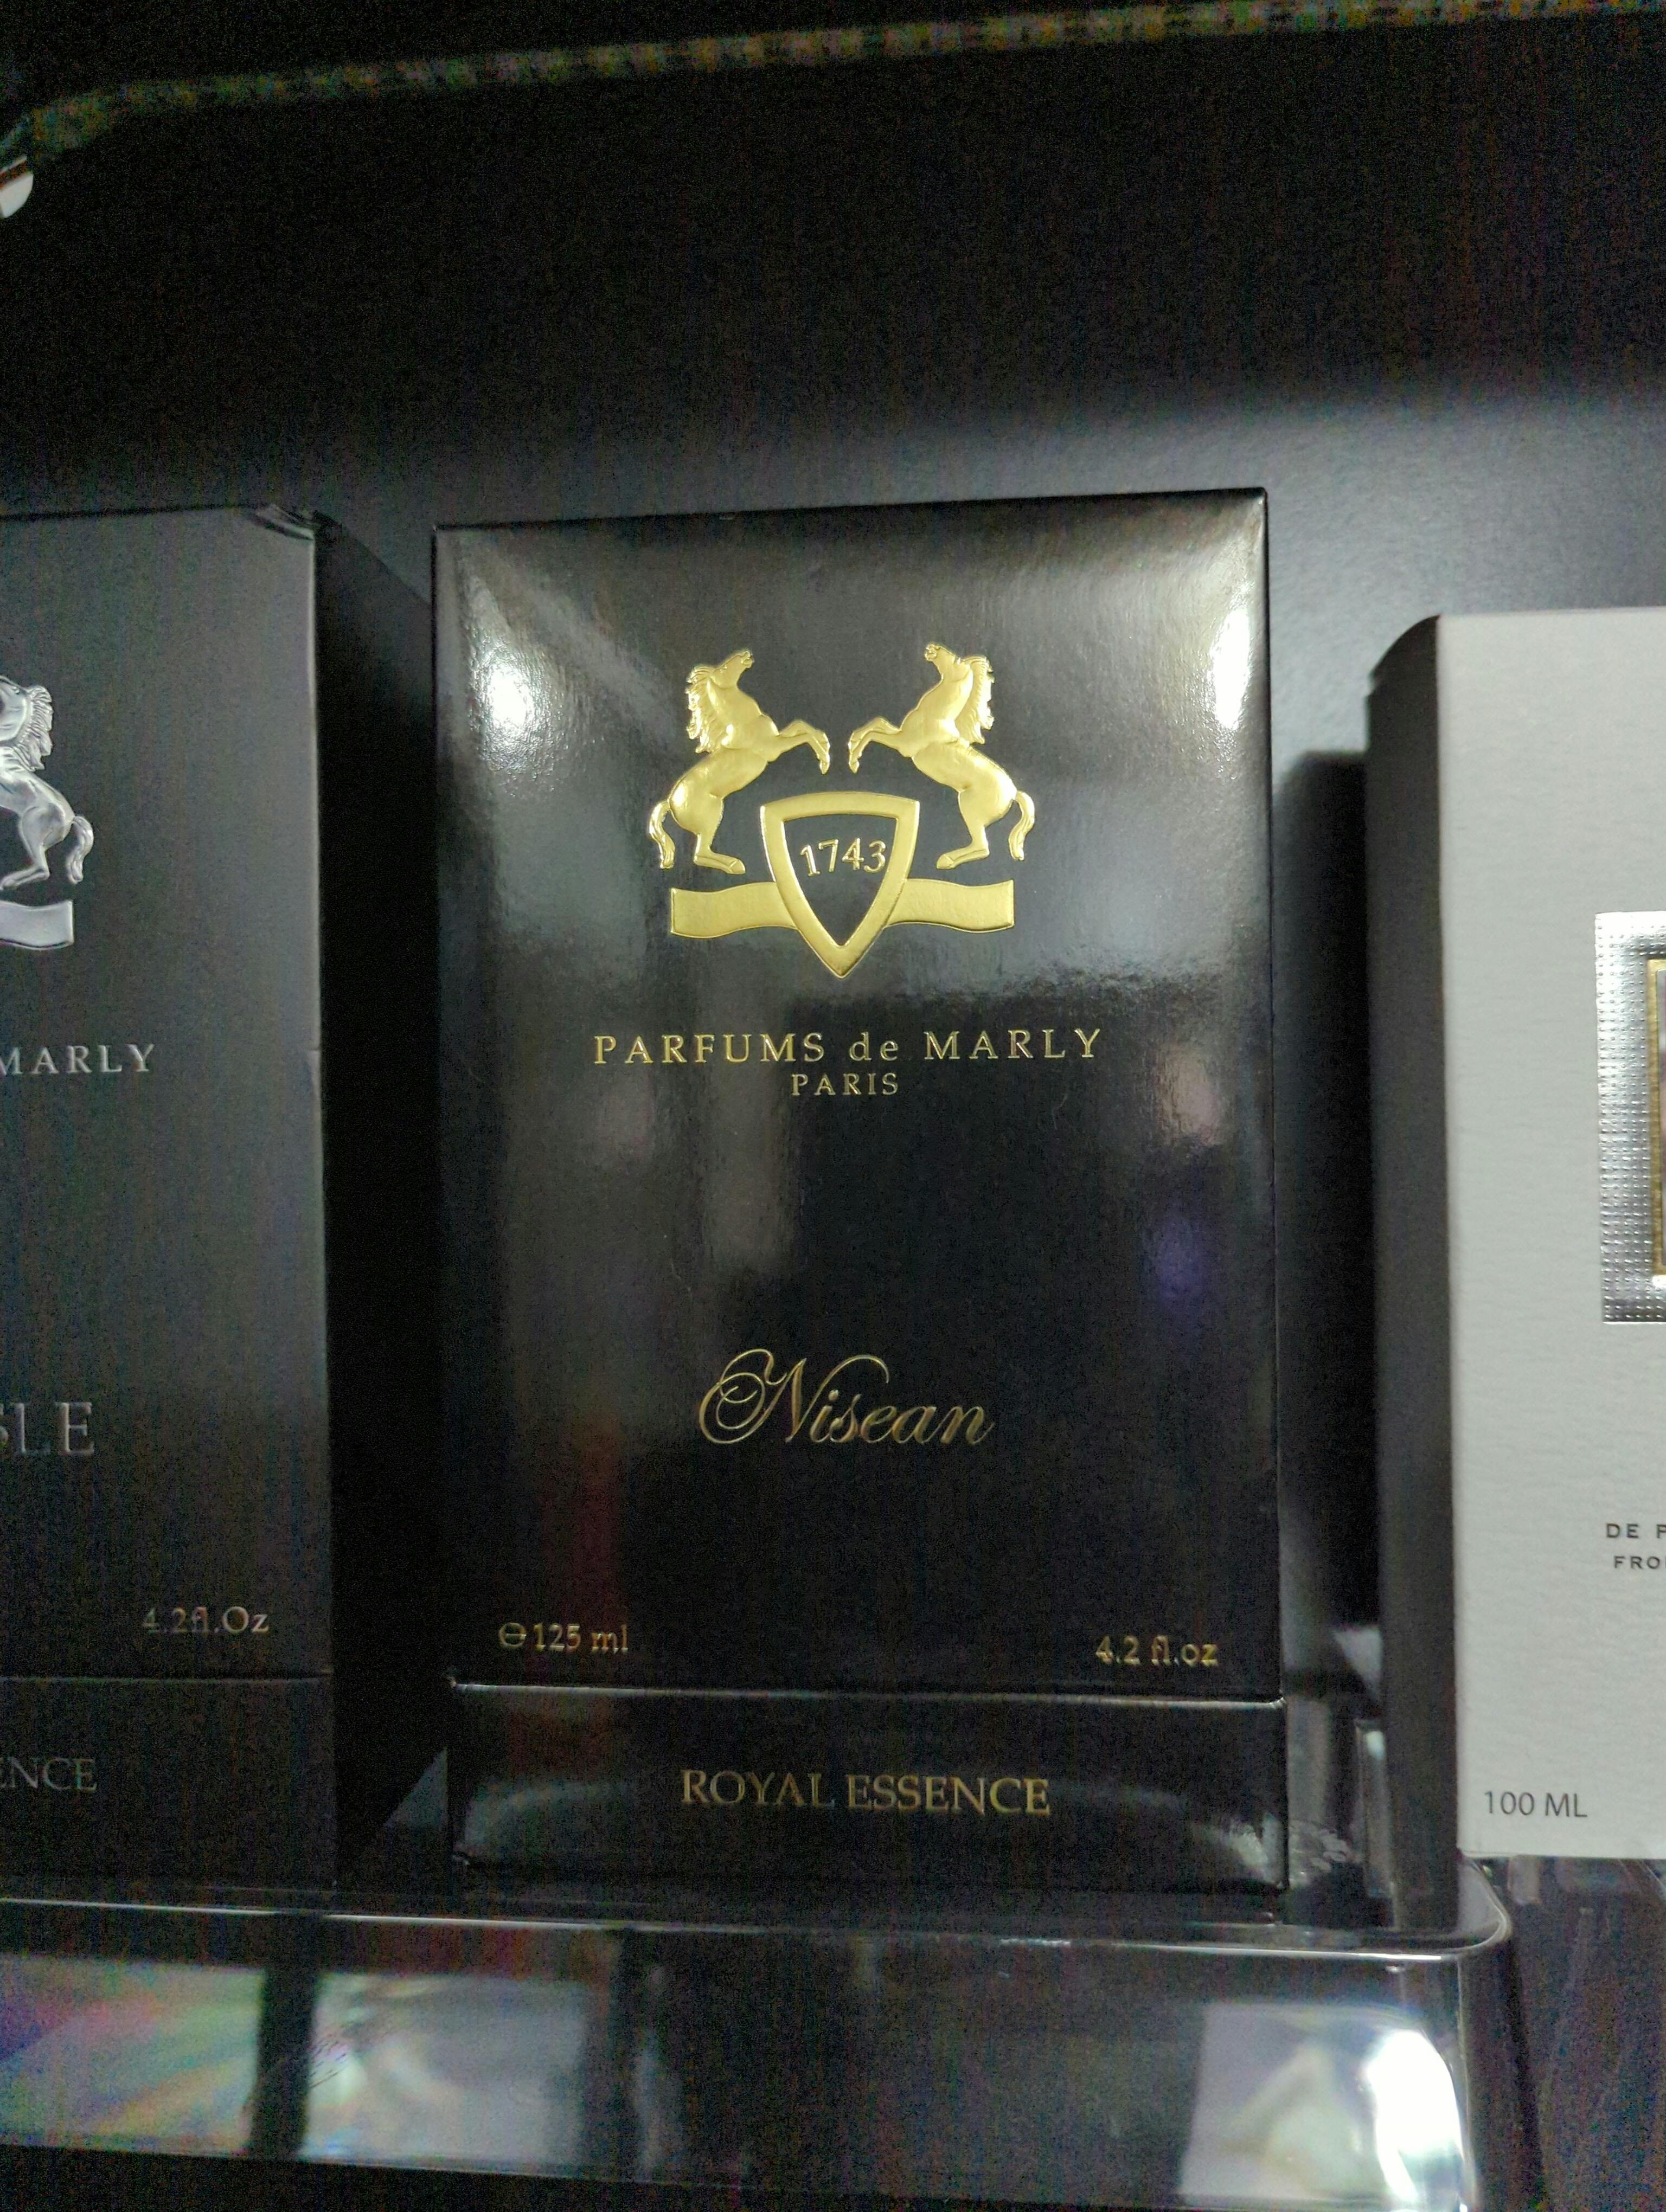 1743
PARFUMS de MARLY
PARIS
Nisean
℮ 125 ml
4.2 fl.oz
ROYAL ESSENCE
MARLY
4.2fl.Oz
DE
100 ML